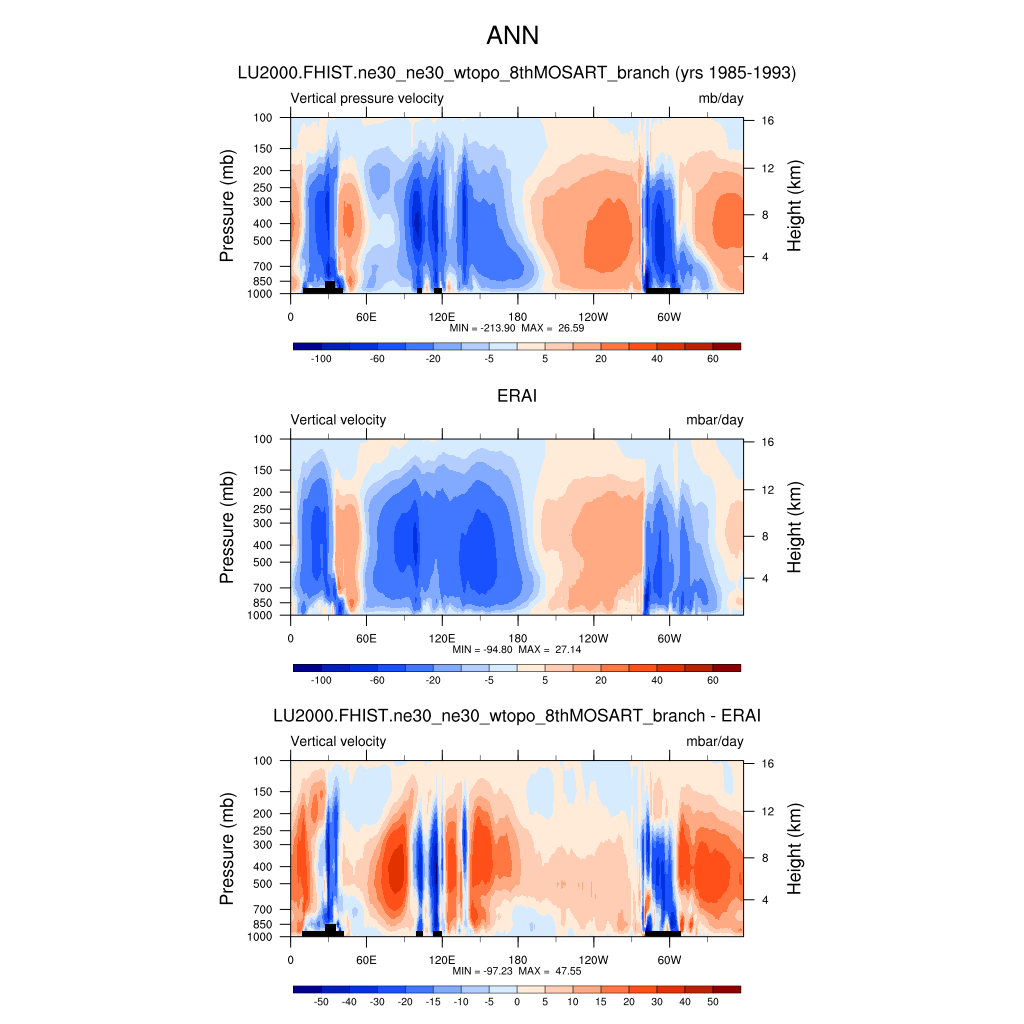 ANN
LU2000.FHIST.ne30_ne30_wtopo_8thMOSART_branch (yrs 1985-1993)
Vertical pressure velocity mb/day
Pressure (mb)
100
150
200
250
300
400
500
700
850
1000
16
12
8
4
Height (km)
0 60E 120E 180 120W 60W
MIN = -213.90 MAX = 26.59
-100 -60 -20 -5 5 20 40 60
ERAI
Vertical velocity mbar/day
Pressure (mb)
100
150
200
250
300
400
500
700
850
1000
16
12
8
4
Height (km)
0 60E 120E 180 120W 60W
MIN = -94.80 MAX = 27.14
-100 -60 -20 -5 5 20 40 60
LU2000.FHIST.ne30_ne30_wtopo_8thMOSART_branch - ERAI
Vertical velocity mbar/day
Pressure (mb)
100
150
200
250
300
400
500
700
850
1000
16
12
8
4
Height (km)
0 60E 120E 180 120W 60W
MIN = -97.23 MAX = 47.55
-50 -40 -30 -15 -10 -5 0 5 10 15 20 30 40 50